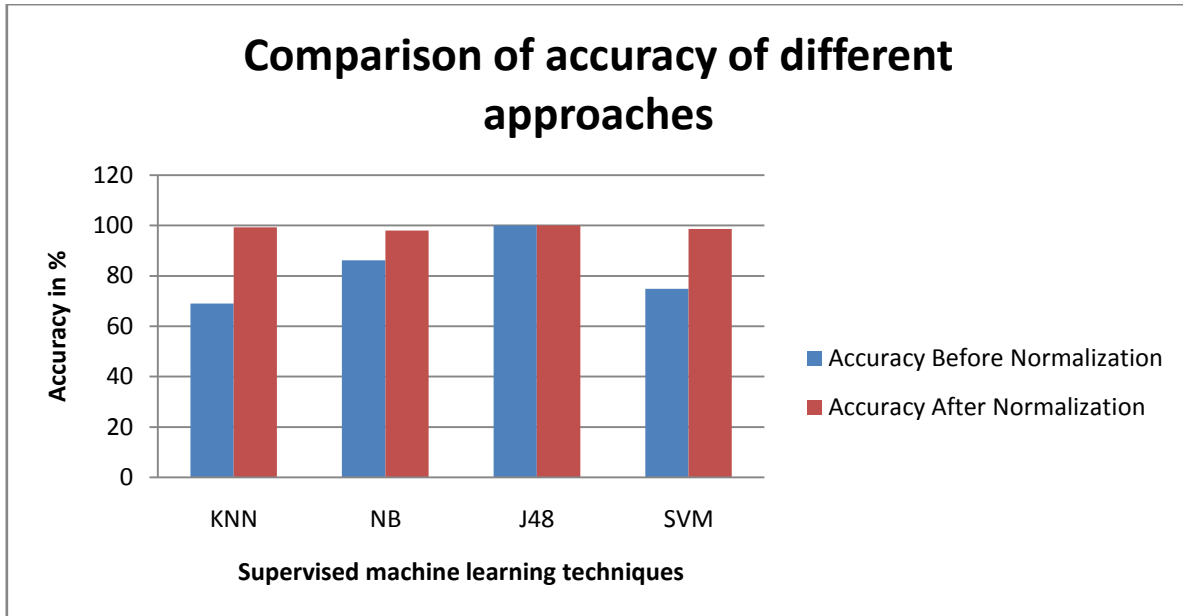 Comparison of accuracy of different
approaches
120
100
80
60
40
20
0
Accuracy in %
KNN NB J48 SVM
Supervised machine learning techniques
Accuracy Before Normalization
Accuracy After Normalization